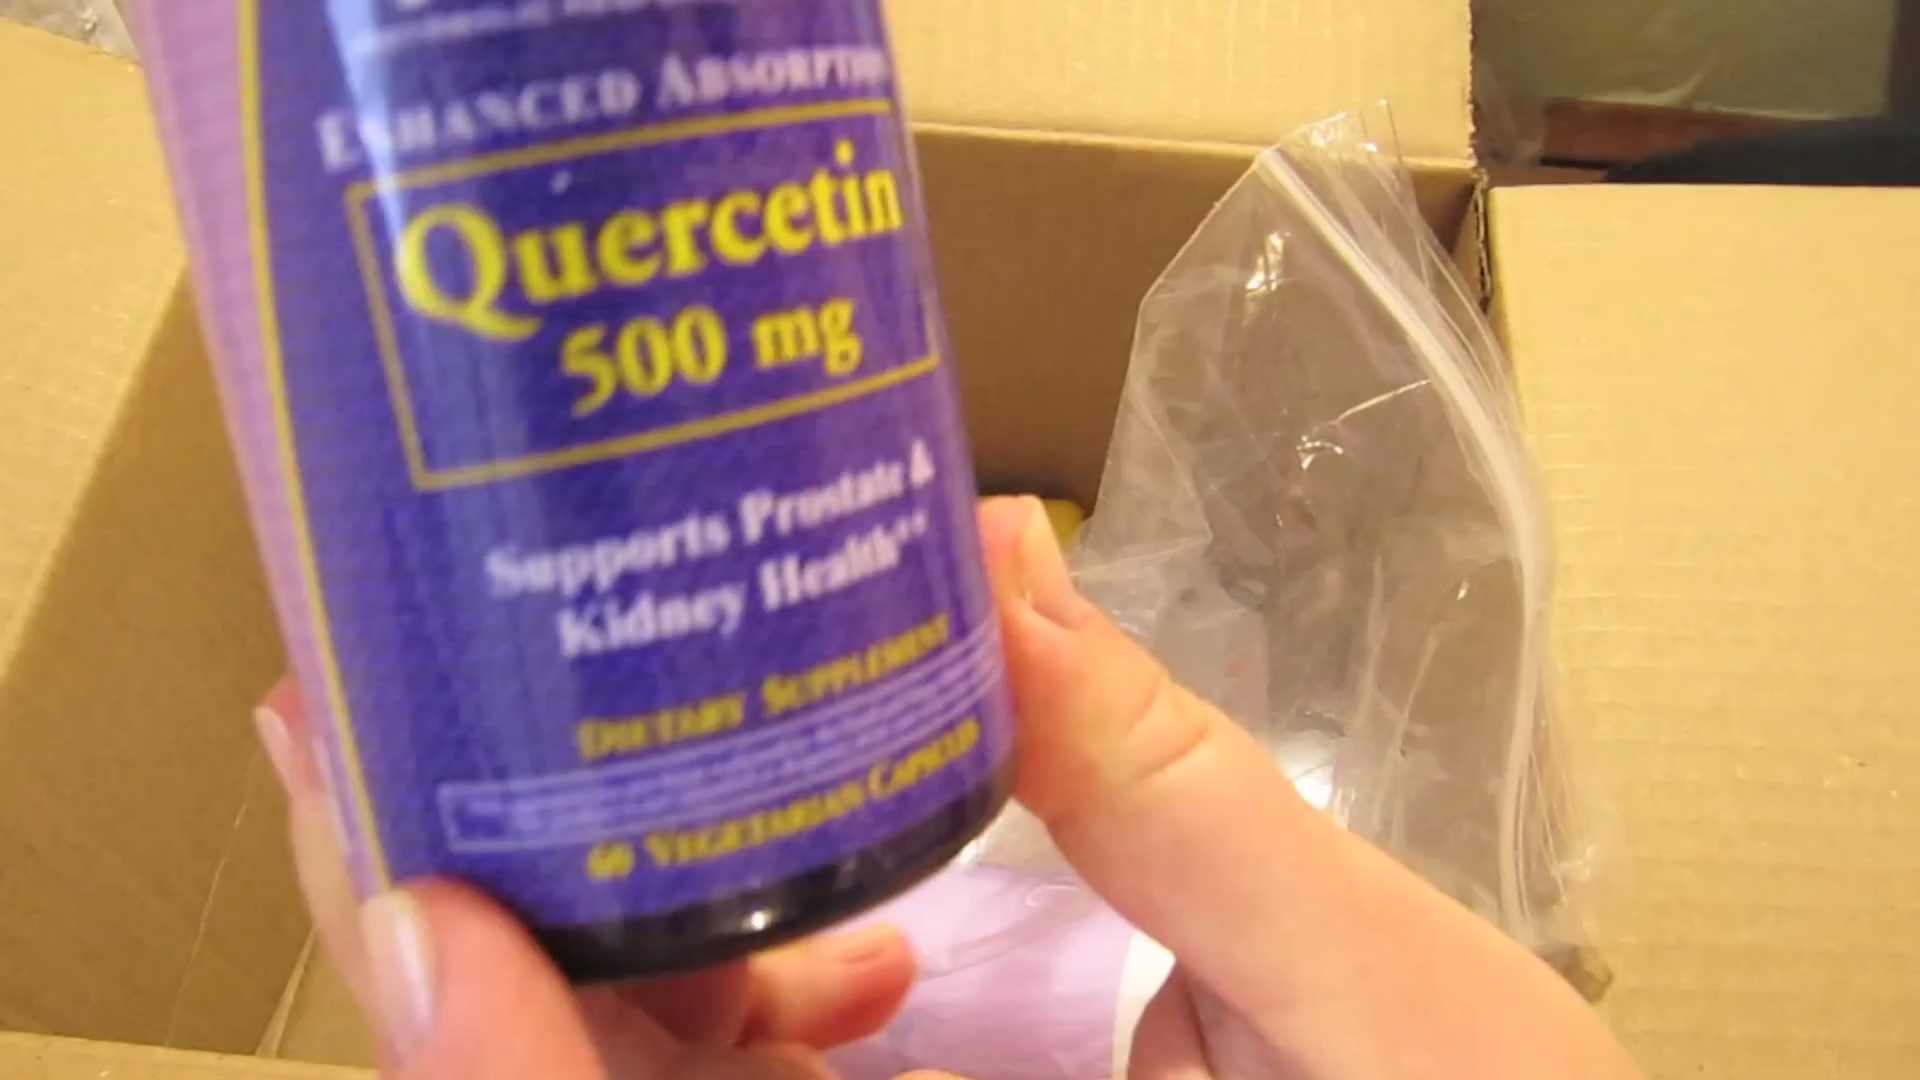 ENHANCED ABSORPTION
Quercetin
500 mg
Supports Prostate &
Kidney Health**
DIETARY SUPPLEMENT
60 VEGETARIAN CAPSULES